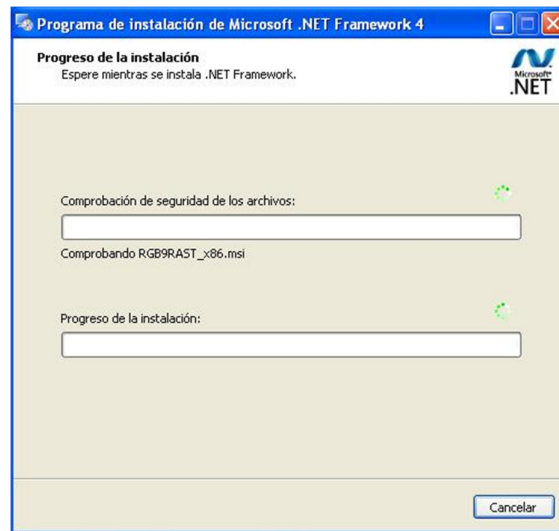 Programa de instalación de Microsoft .NET Framework 4
Progreso de la instalación
Espere mientras se instala .NET Framework.
Microsoft®
.NET
Comprobación de seguridad de los archivos:
Comprobando RGB9RAST_x86.msi
Progreso de la instalación:
Cancelar